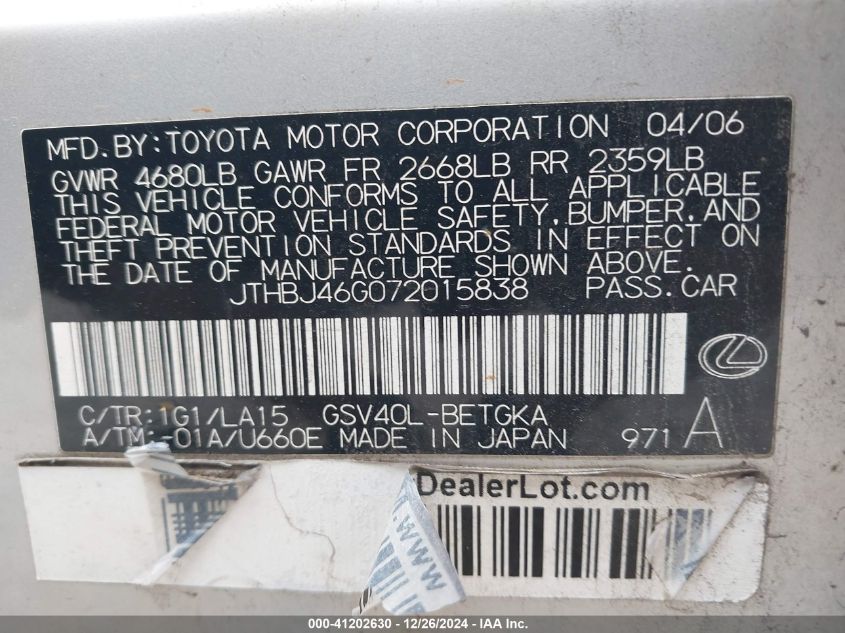 MFD. BY: TOYOTA MOTOR CORPORATION 04/06
GVWR 4680LB GAWR FR 2668LB RR 2359LB
THIS VEHICLE CONFORMS TO ALL APPLICABLE
FEDERAL MOTOR VEHICLE SAFETY, BUMPER, AND
THEFT PREVENTION STANDARDS IN EFFECT ON
THE DATE OF MANUFACTURE SHOWN ABOVE.
JTHBJ46G072015838 PASS. CAR
C/TR: 1G1/LA15 GSV40L-BETGKA
A/TM: -01A/U660E MADE IN JAPAN 971 A
DealerLot.com
www
000-41202630 - 12/26/2024 - IAA Inc.